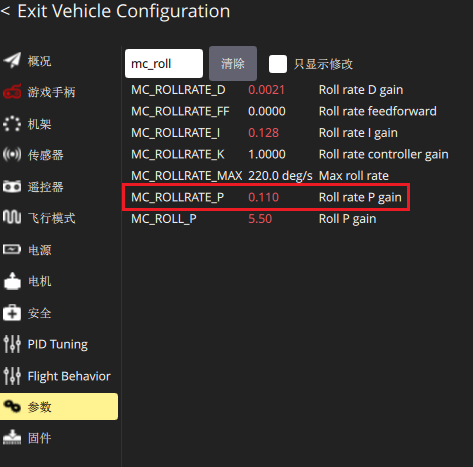 < Exit Vehicle Configuration
概况
游戏手柄
机架
传感器
遥控器
飞行模式
电源
电机
安全
PID Tuning
Flight Behavior
参数
固件
mc_roll 清除 只显示修改
MC_ROLLRATE_D 0.0021 Roll rate D gain
MC_ROLLRATE_FF 0.0000 Roll rate feedforward
MC_ROLLRATE_I 0.128 Roll rate I gain
MC_ROLLRATE_K 1.0000 Roll rate controller gain
MC_ROLLRATE_MAX 220.0 deg/s Max roll rate
MC_ROLLRATE_P 0.110 Roll rate P gain
MC_ROLL_P 5.50 Roll P gain